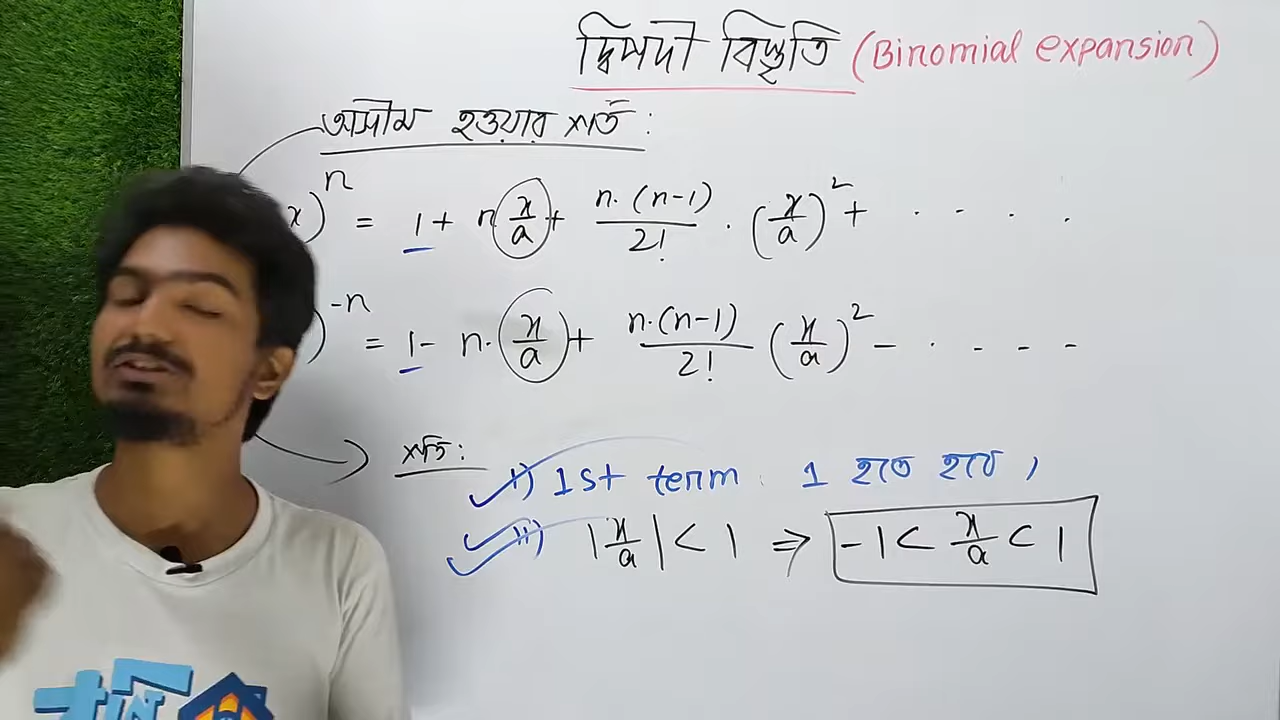 দ্বিপদী বিস্তৃতি (Binomial expansion)
অসীম হওয়ার শর্ত :
x)^n = 1 + n x/a + n.(n-1)/2! . (x/a)^2 + . - . . .
)^-n = 1 - n. x/a + n.(n-1)/2! (x/a)^2 - . - - -
শর্ত :
i) 1st term : 1 হতে হবে ,
ii) |x/a| < 1 ⇒ -1 < x/a < 1